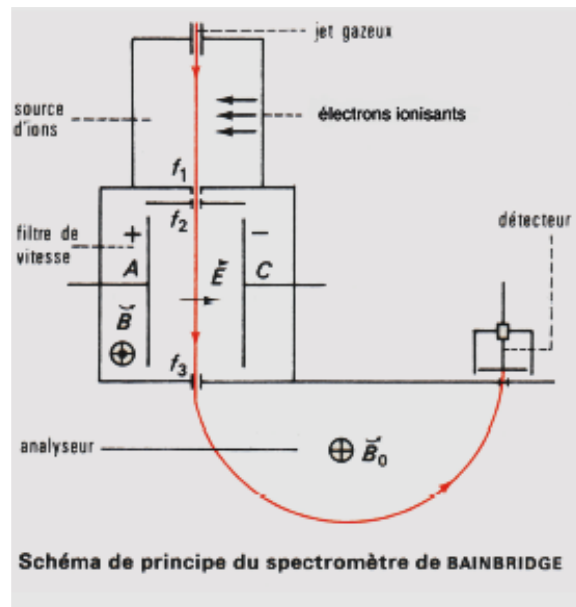 jet gazeux
électrons ionisants
source
d'ions
f1
f2
détecteur
filtre de
vitesse
+
−
A
E
C
B
f3
analyseur
B0
Schéma de principe du spectromètre de BAINBRIDGE